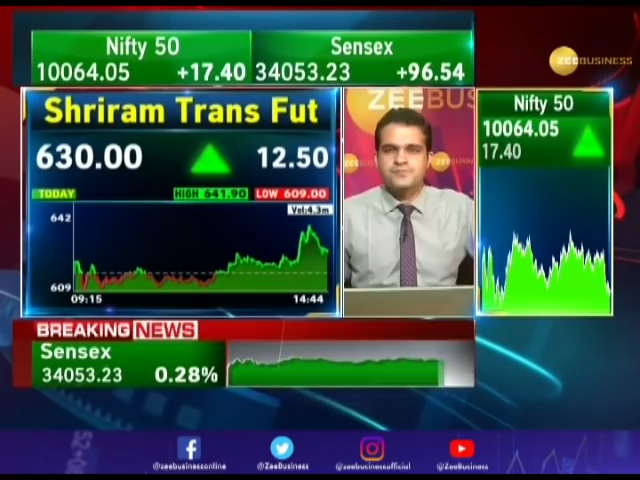 Nifty 50
10064.05 +17.40
Sensex
34053.23 +96.54
ZEEBUSINESS
Shriram Trans Fut
630.00 12.50
TODAY HIGH 641.90 LOW 609.00
Vol:4.3m
642
609
09:15 14:44
ZEEBUS
ZEEBUSINESS
Nifty 50
10064.05
17.40
BREAKING NEWS
Sensex
34053.23 0.28%
@zeebusinessonline @ZeeBusiness @zeebusinessofficial @ZeeBusiness